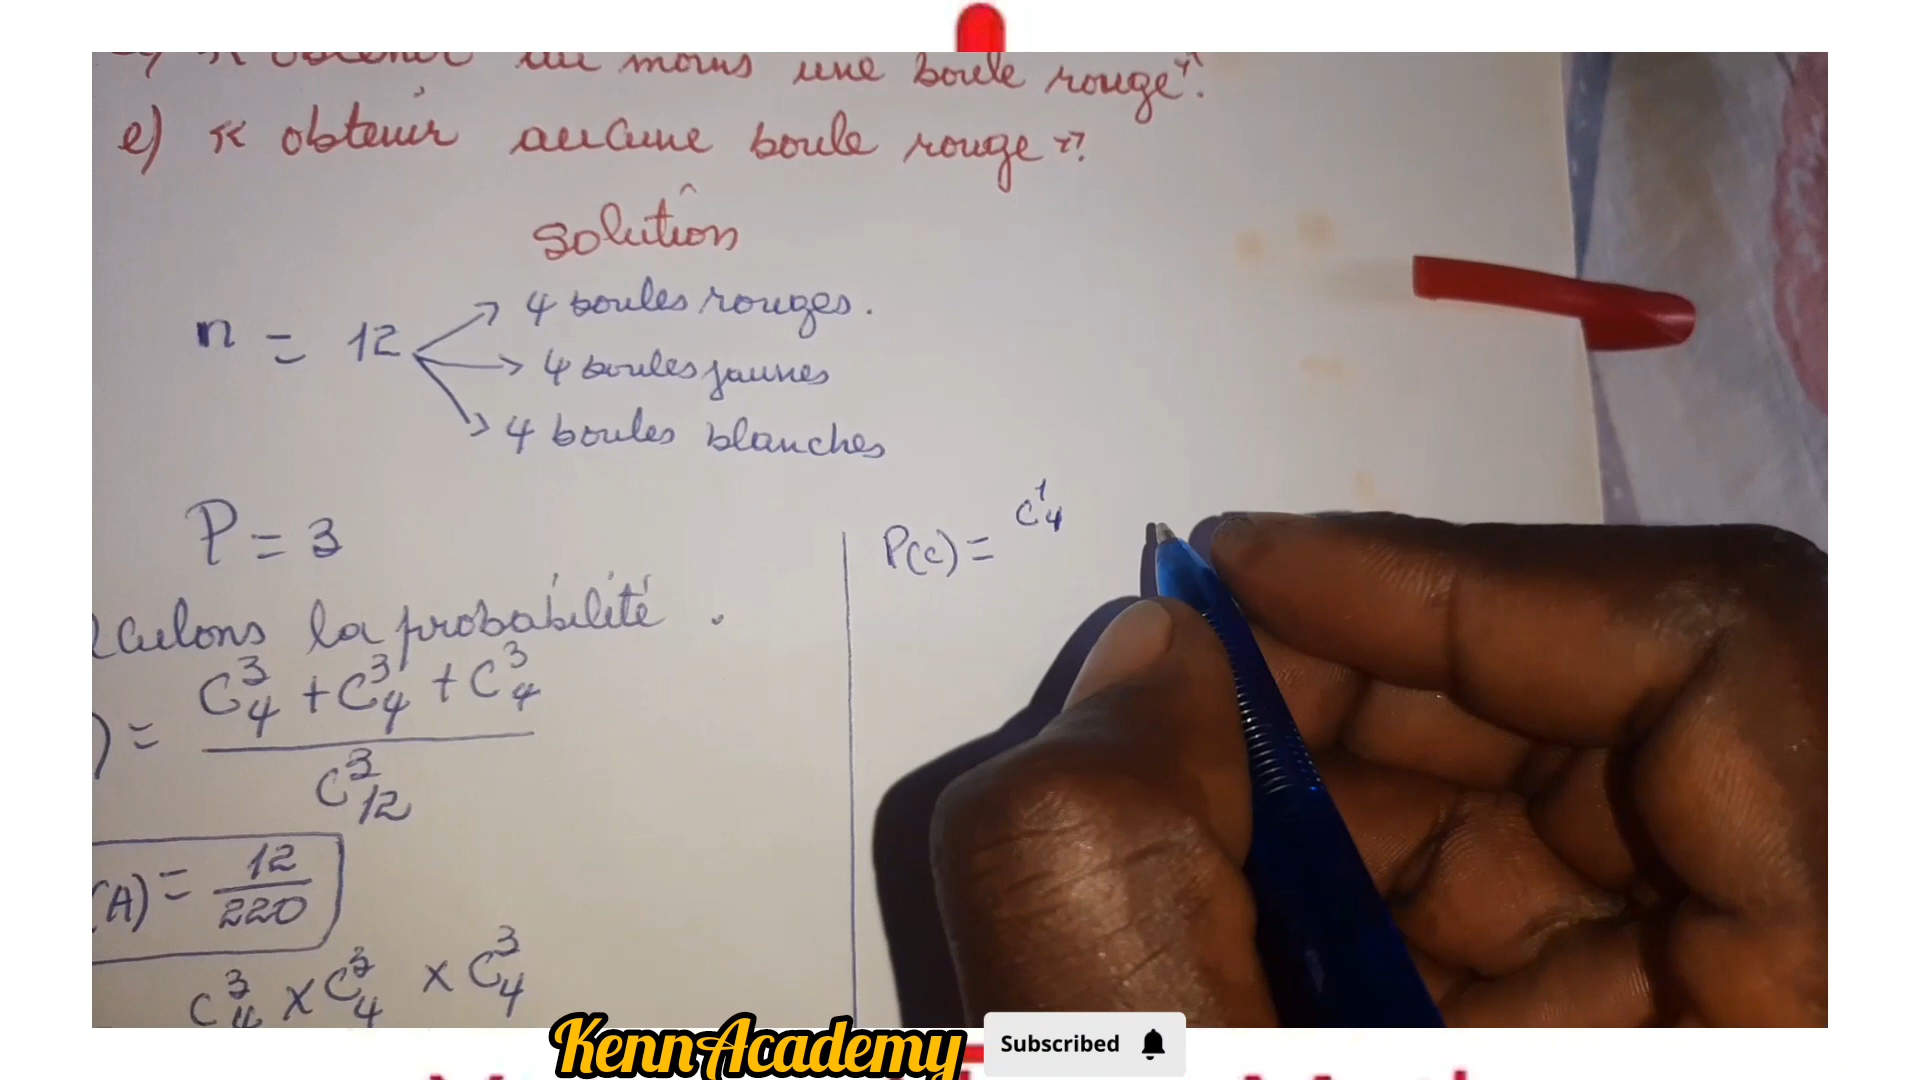 « obtenir au moins une boule rouge ».
e) « obtenir aucune boule rouge »?
Solution
n = 12
4 boules rouges.
4 boules jaunes
4 boules blanches
P = 3
lculons la probabilité.
) = C³₄ + C³₄ + C³₄
C³₁₂
(A) = 12
220
C³₄ × C³₄ × C³₄
P(C) = C¹₄
KennAcademy
Subscribed